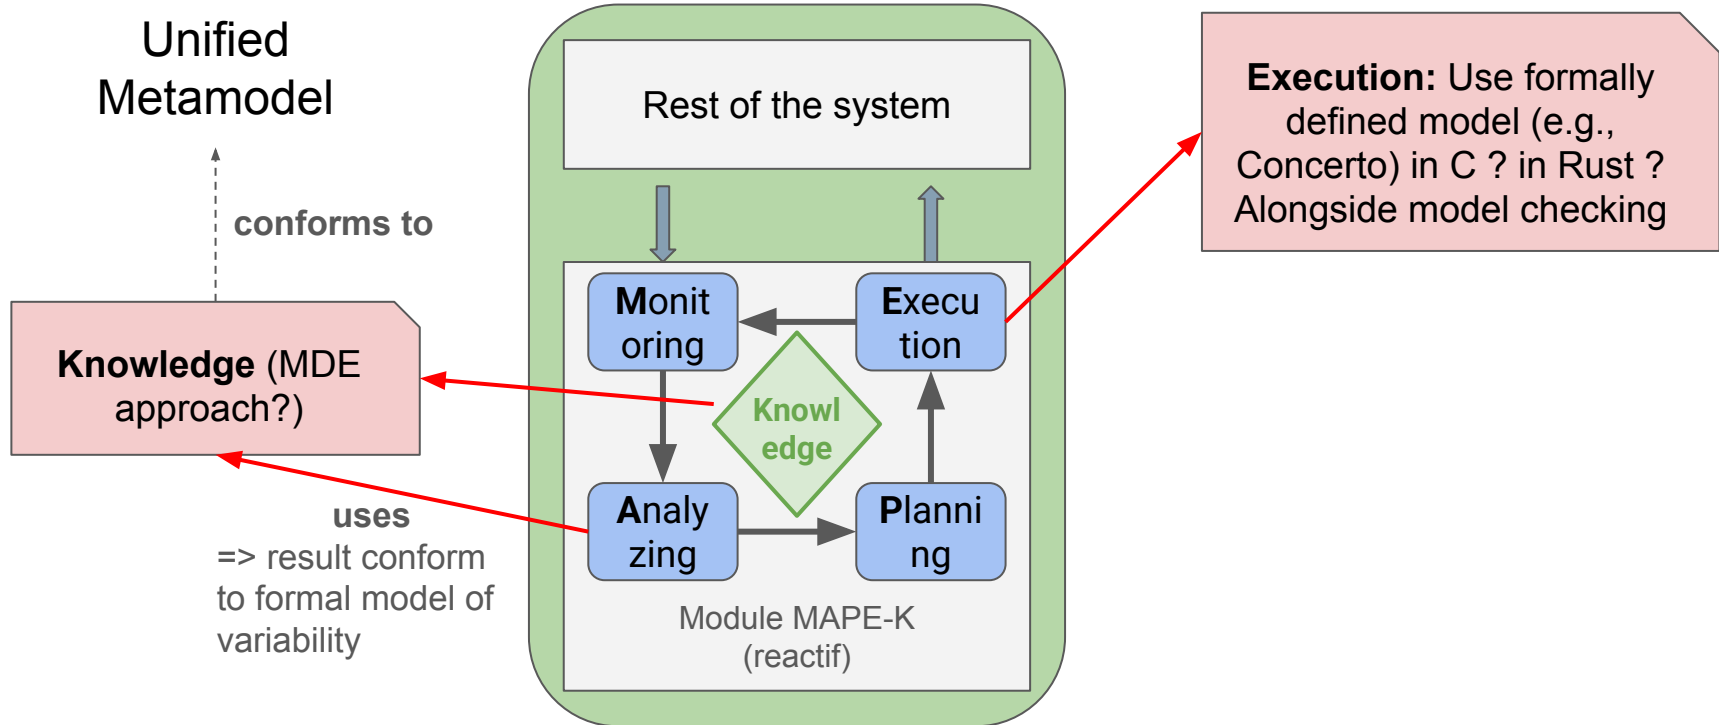 Unified
Metamodel
conforms to
Knowledge (MDE
approach?)
uses
=> result conform
to formal model of
variability
Rest of the system
Monit
oring
Execu
tion
Knowl
edge
Analy
zing
Planni
ng
Module MAPE-K
(reactif)
Execution: Use formally
defined model (e.g.,
Concerto) in C ? in Rust ?
Alongside model checking